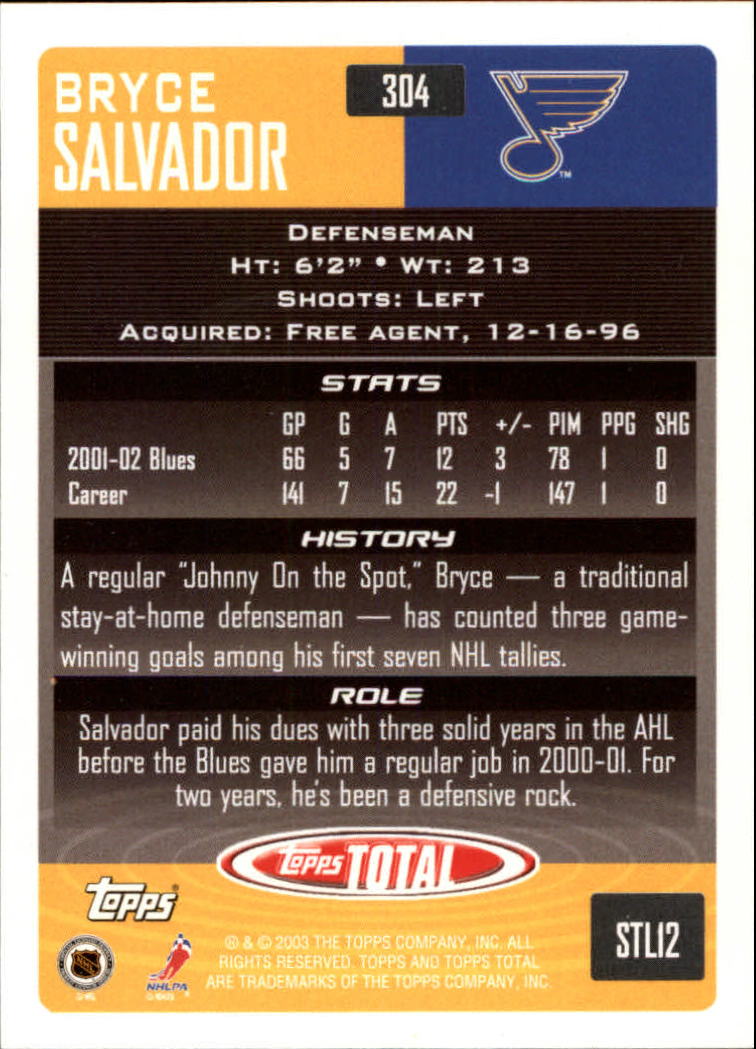 BRYCE
SALVADOR
304
TM
DEFENSEMAN
HT: 6'2" • WT: 213
SHOOTS: LEFT
ACQUIRED: FREE AGENT, 12-16-96
STATS
GP G A PTS +/- PIM PPG SHG
2001-02 Blues 66 5 7 12 3 78 1 0
Career 141 7 15 22 -1 147 1 0
HISTORY
A regular "Johnny On the Spot," Bryce — a traditional
stay-at-home defenseman — has counted three game-
winning goals among his first seven NHL tallies.
ROLE
Salvador paid his dues with three solid years in the AHL
before the Blues gave him a regular job in 2000-01. For
two years, he's been a defensive rock.
Topps TOTAL
Topps®
STL12
® & © 2003 THE TOPPS COMPANY, INC. ALL
RIGHTS RESERVED. TOPPS AND TOPPS TOTAL
ARE TRADEMARKS OF THE TOPPS COMPANY, INC.
NHL
NHLPA